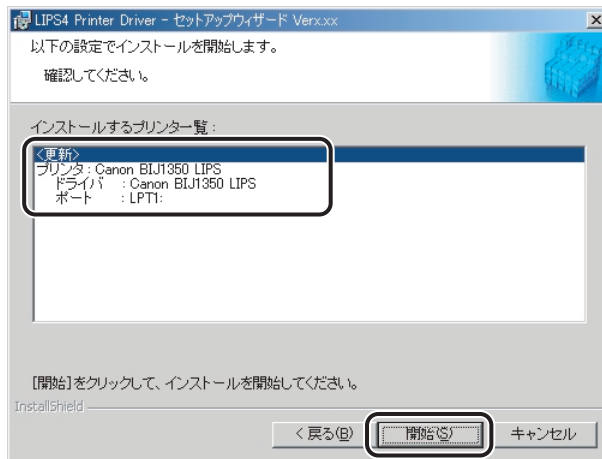 LIPS4 Printer Driver - セットアップウィザード Verx.xx
以下の設定でインストールを開始します。
確認してください。
インストールするプリンター覧:
<更新>
プリンタ : Canon BIJ1350 LIPS
ドライバ : Canon BIJ1350 LIPS
ポート : LPT1:
[開始]をクリックして、インストールを開始してください。
InstallShield
< 戻る(B) 開始(S) キャンセル